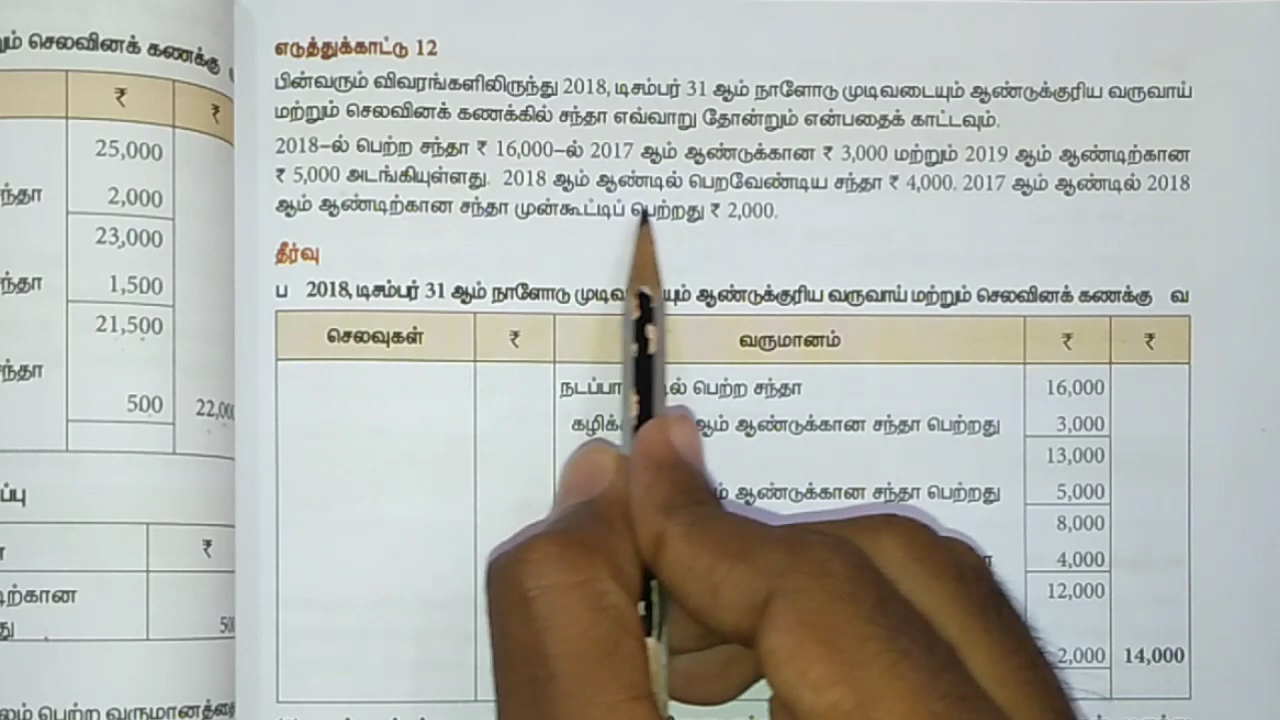 செலவினக் கணக்கு
₹ ₹
25,000
2,000
23,000
1,500
21,500
500 22,00
₹
எடுத்துக்காட்டு 12
பின்வரும் விவரங்களிலிருந்து 2018, டிசம்பர் 31 ஆம் நாளோடு முடிவடையும் ஆண்டுக்குரிய வருவாய்
மற்றும் செலவினக் கணக்கில் சந்தா எவ்வாறு தோன்றும் என்பதைக் காட்டவும்.
2018–ல் பெற்ற சந்தா ₹ 16,000–ல் 2017 ஆம் ஆண்டுக்கான ₹ 3,000 மற்றும் 2019 ஆம் ஆண்டிற்கான
₹ 5,000 அடங்கியுள்ளது. 2018 ஆம் ஆண்டில் பெறவேண்டிய சந்தா ₹ 4,000. 2017 ஆம் ஆண்டில் 2018
ஆம் ஆண்டிற்கான சந்தா முன்கூட்டிப் பெற்றது ₹ 2,000.
தீர்வு
ப 2018, டிசம்பர் 31 ஆம் நாளோடு ஆண்டுக்குரிய வருவாய் மற்றும் செலவினக் கணக்கு வ
செலவுகள் ₹ வருமானம் ₹ ₹
பெற்ற சந்தா 16,000
ஆம் ஆண்டுக்கான சந்தா பெற்றது 3,000
13,000
ஆண்டுக்கான சந்தா பெற்றது 5,000
8,000
4,000
12,000
2,000 14,000